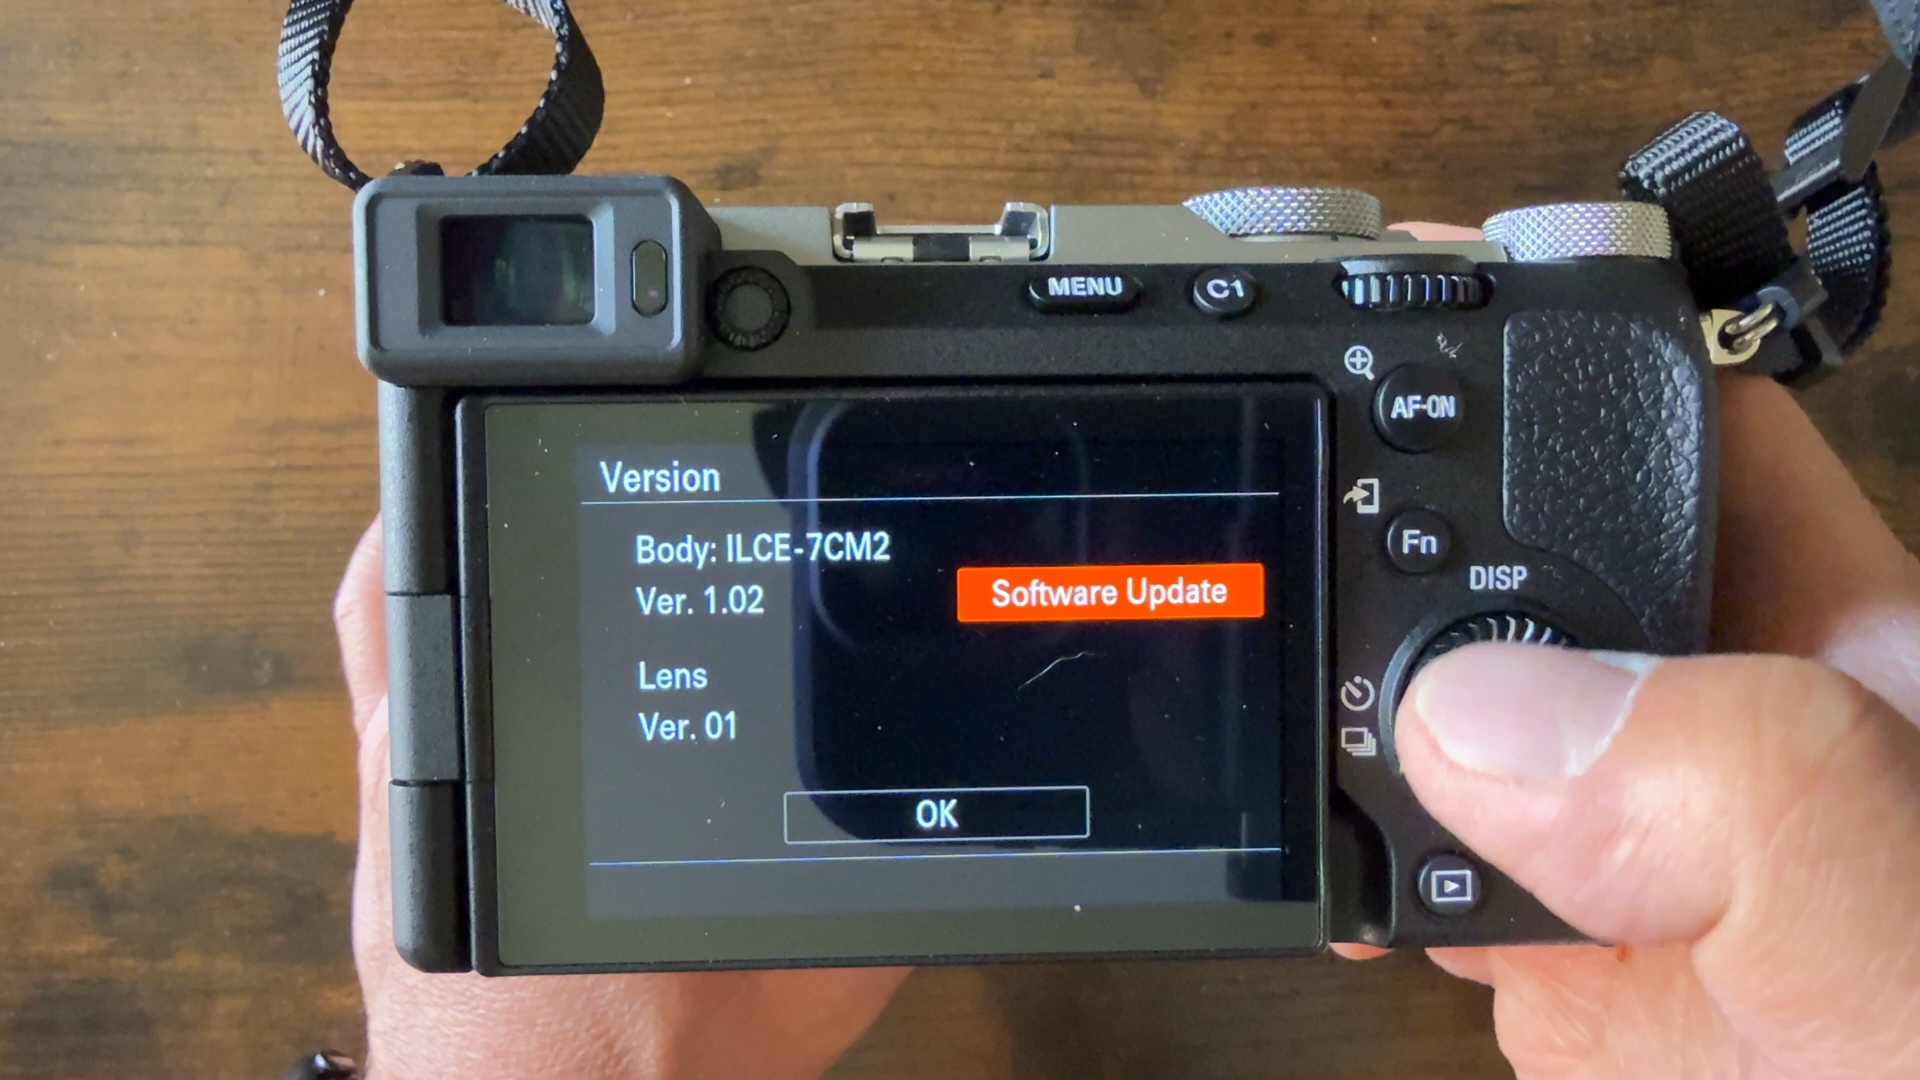 MENU
C1
AF-ON
Version
Body: ILCE-7CM2
Ver. 1.02
Software Update
Fn
DISP
Lens
Ver. 01
OK